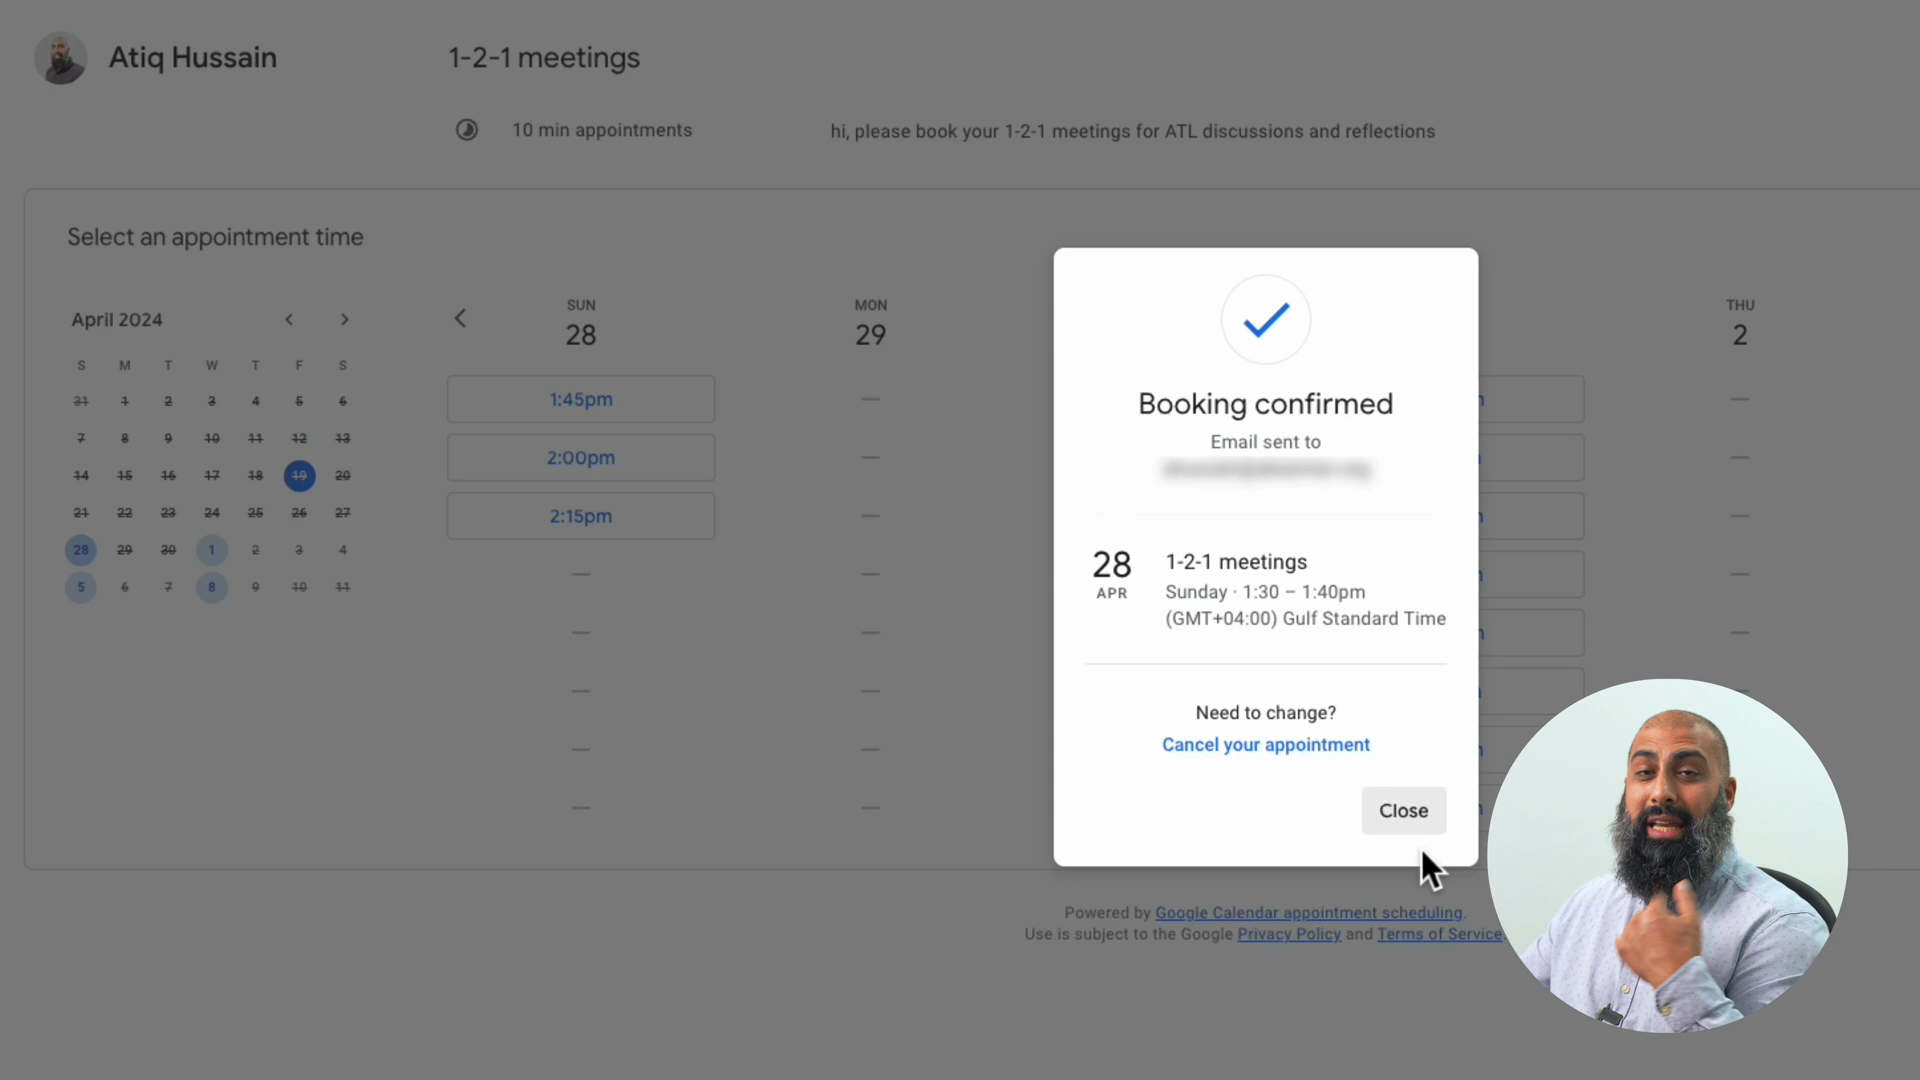 Atiq Hussain
1-2-1 meetings
10 min appointments
hi, please book your 1-2-1 meetings for ATL discussions and reflections
Select an appointment time
April 2024
S M T W T F S
31 1 2 3 4 5 6
7 8 9 10 11 12 13
14 15 16 17 18 19 20
21 22 23 24 25 26 27
28 29 30 1 2 3 4
5 6 7 8 9 10 11
SUN
28
1:45pm
2:00pm
2:15pm
MON
29
THU
2
Booking confirmed
Email sent to
28
APR
1-2-1 meetings
Sunday · 1:30 – 1:40pm
(GMT+04:00) Gulf Standard Time
Need to change?
Cancel your appointment
Close
Powered by Google Calendar appointment scheduling.
Use is subject to the Google Privacy Policy and Terms of Service.